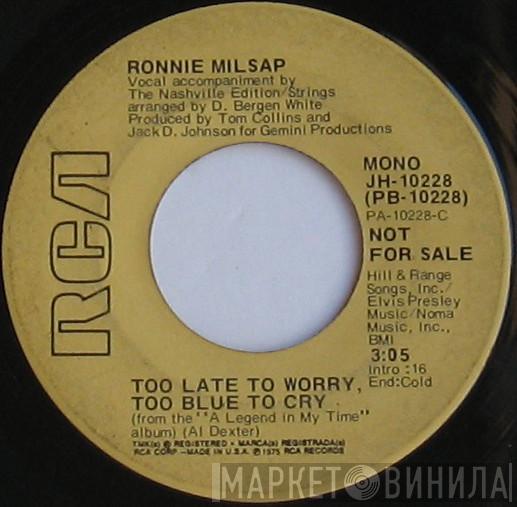 RONNIE MILSAP
Vocal accompaniment by
The Nashville Edition/Strings
arranged by D. Bergen White
Produced by Tom Collins and
Jack D. Johnson for Gemini Productions
RCA
MONO
JH-10228
(PB-10228)
PA-10228-C
NOT
FOR SALE
Hill & Range
Songs, Inc./
Elvis Presley
Music/Noma
Music, Inc.,
BMI
3:05
Intro :16
End:Cold
TOO LATE TO WORRY,
TOO BLUE TO CRY
(from the ""A Legend in My Time"
album) (Al Dexter)
TMK(s) ® REGISTERED • MARCA(s) REGISTRADA(s)
RCA CORP.—MADE IN U.S.A. ℗ 1975 RCA RECORDS
МАРКЕТ ВИНИЛА